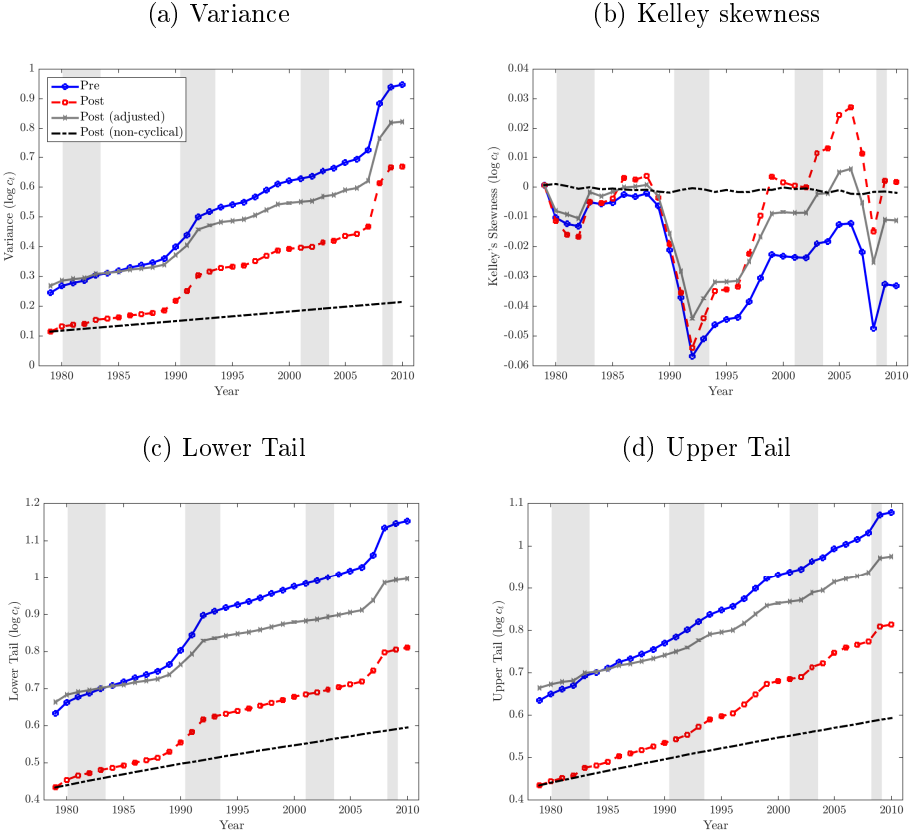 (a) Variance
(b) Kelley skewness
1
0.9
0.8
0.7
0.6
0.5
0.4
0.3
0.2
0.1
0
Variance (log c_t)
Pre
Post
Post (adjusted)
Post (non-cyclical)
1980 1985 1990 1995 2000 2005 2010
Year
0.04
0.03
0.02
0.01
0
-0.01
-0.02
-0.03
-0.04
-0.05
-0.06
Kelley's Skewness (log c_t)
1980 1985 1990 1995 2000 2005 2010
Year
(c) Lower Tail
(d) Upper Tail
1.2
1.1
1
0.9
0.8
0.7
0.6
0.5
0.4
Lower Tail (log c_t)
1980 1985 1990 1995 2000 2005 2010
Year
1.1
1
0.9
0.8
0.7
0.6
0.5
0.4
Upper Tail (log c_t)
1980 1985 1990 1995 2000 2005 2010
Year